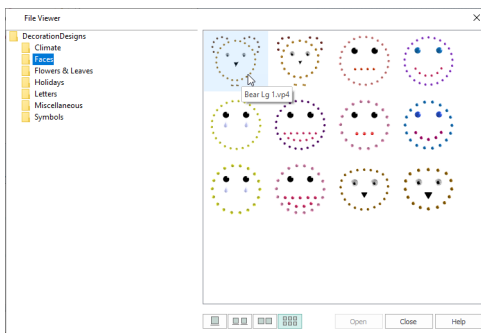 File Viewer
DecorationDesigns
Climate
Faces
Flowers & Leaves
Holidays
Letters
Miscellaneous
Symbols
Bear Lg 1.vp4
Open
Close
Help